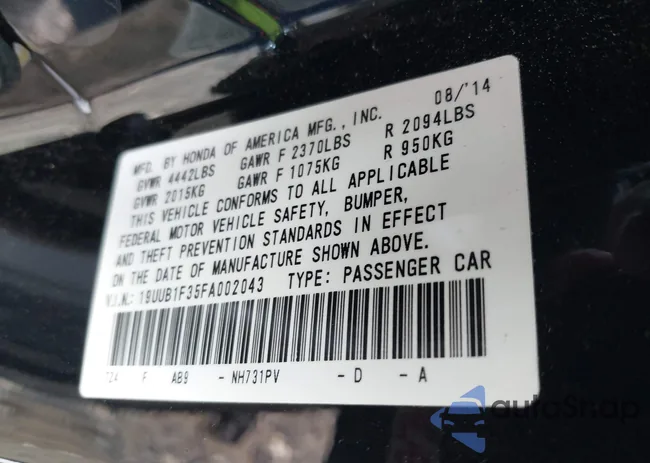 08/'14
MFD. BY HONDA OF AMERICA MFG., INC.
GVWR 4442LBS GAWR F 2370LBS R 2094LBS
GVWR 2015KG GAWR F 1075KG R 950KG
THIS VEHICLE CONFORMS TO ALL APPLICABLE
FEDERAL MOTOR VEHICLE SAFETY, BUMPER,
AND THEFT PREVENTION STANDARDS IN EFFECT
ON THE DATE OF MANUFACTURE SHOWN ABOVE.
V.I.N.: 19UUB1F35FA002043 TYPE: PASSENGER CAR
724 F AB9 - NH731PV - D - A
autoShap